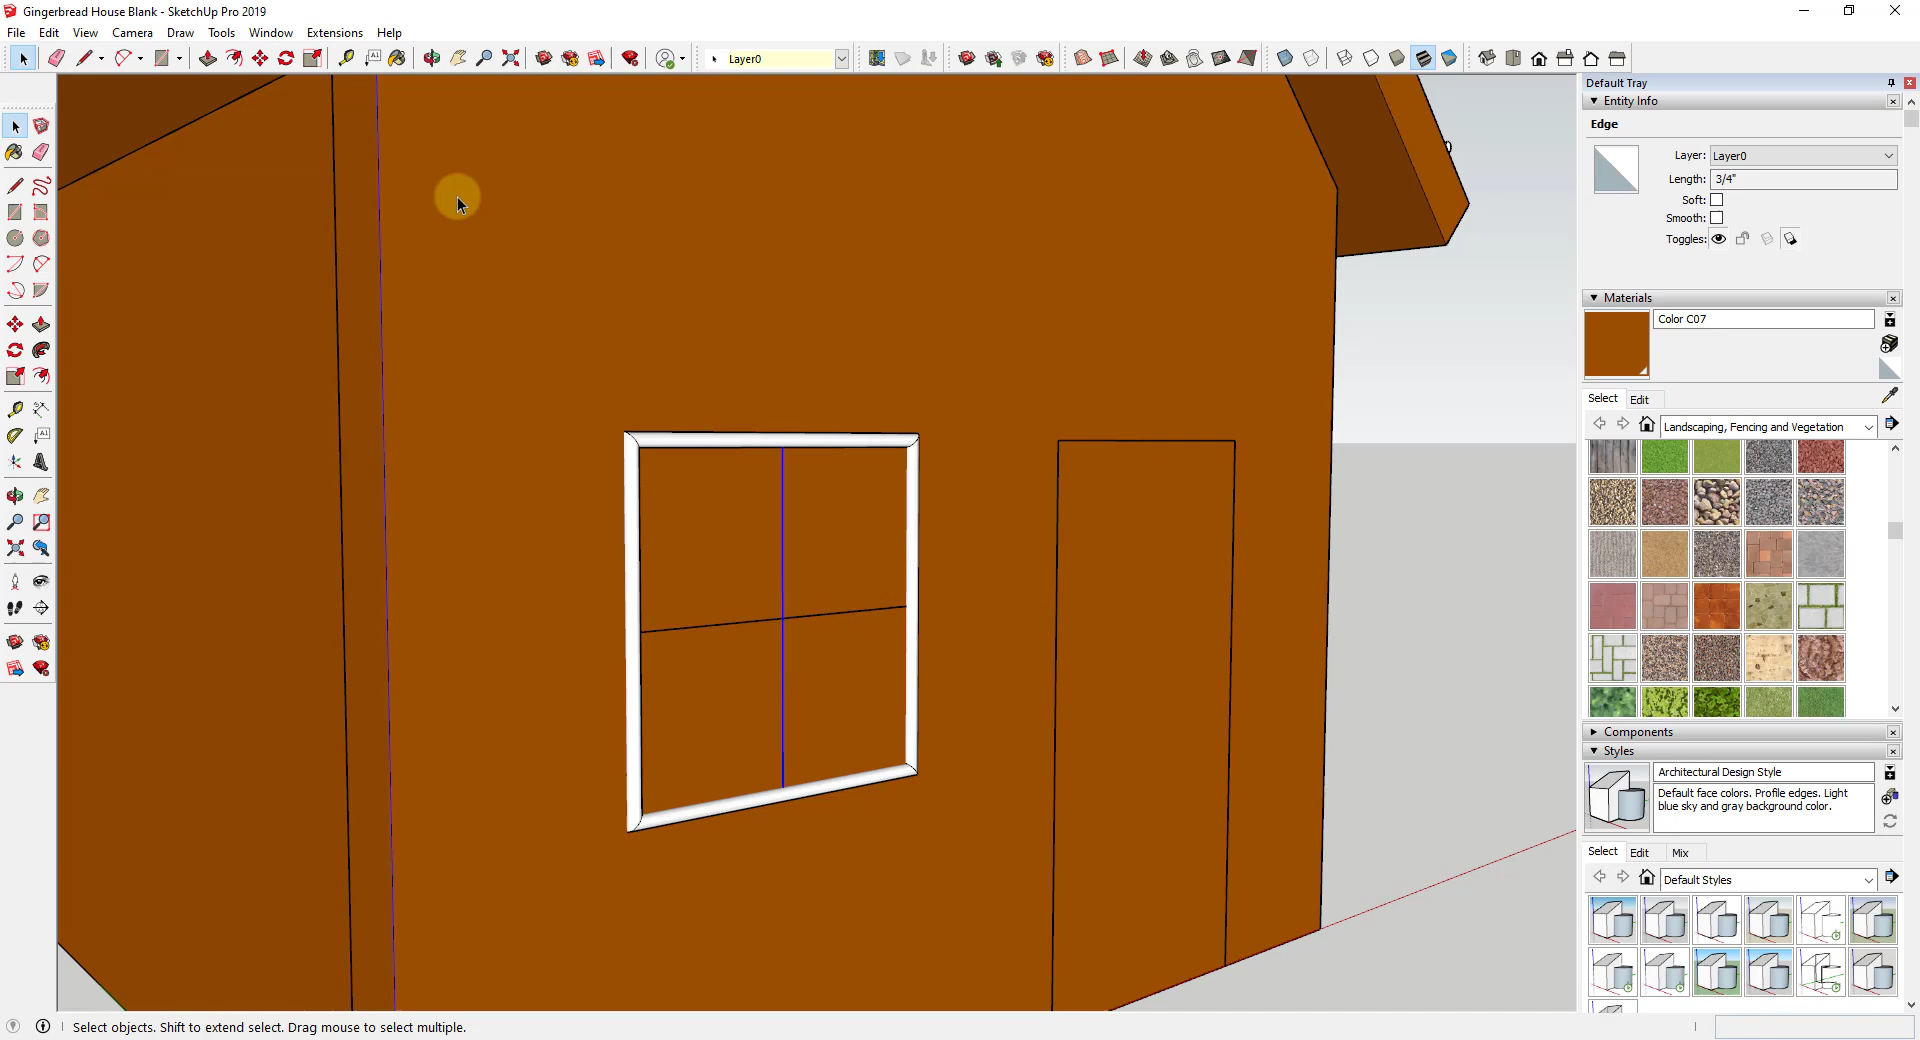 Gingerbread House Blank - SketchUp Pro 2019
File Edit View Camera Draw Tools Window Extensions Help
Layer0
Default Tray
Entity Info
Edge
Layer: Layer0
Length: 3/4"
Soft:
Smooth:
Toggles:
Materials
Color C07
Select Edit
Landscaping, Fencing and Vegetation
Components
Styles
Architectural Design Style
Default face colors. Profile edges. Light
blue sky and gray background color.
Select Edit Mix
Default Styles
Select objects. Shift to extend select. Drag mouse to select multiple.